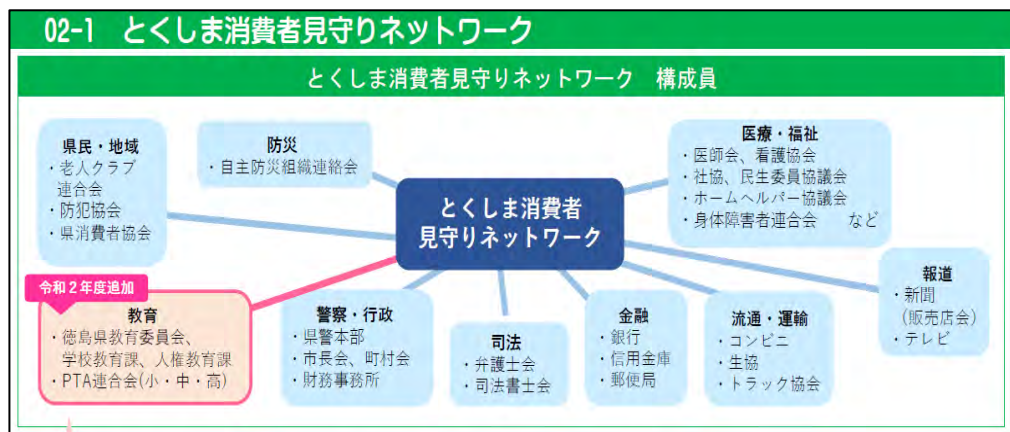 02-1 とくしま消費者見守りネットワーク
とくしま消費者見守りネットワーク 構成員
県民・地域
・老人クラブ
連合会
・防犯協会
・県消費者協会
防災
・自主防災組織連絡会
医療・福祉
・医師会、看護協会
・社協、民生委員協議会
・ホームヘルパー協議会
・身体障害者連合会 など
とくしま消費者
見守りネットワーク
令和2年度追加
教育
・徳島県教育委員会、
学校教育課、人権教育課
・PTA連合会(小・中・高)
警察・行政
・県警本部
・市長会、町村会
・財務事務所
司法
・弁護士会
・司法書士会
金融
・銀行
・信用金庫
・郵便局
流通・運輸
・コンビニ
・生協
・トラック協会
報道
・新聞
(販売店会)
・テレビ